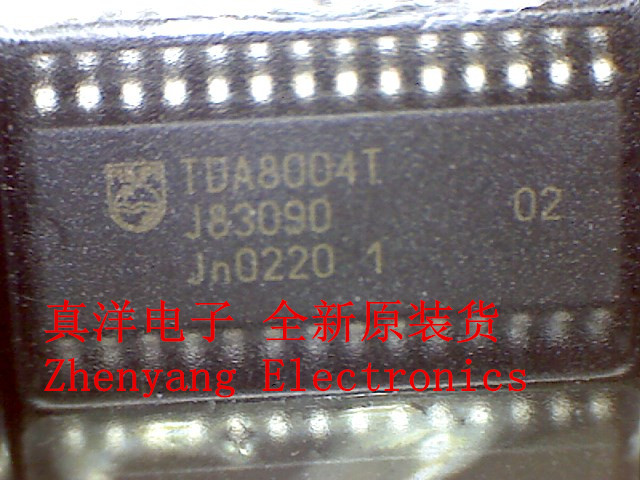 TDA8004T
J83090
02
Jn0220 1
真洋电子 全新原装货
Zhenyang Electronics